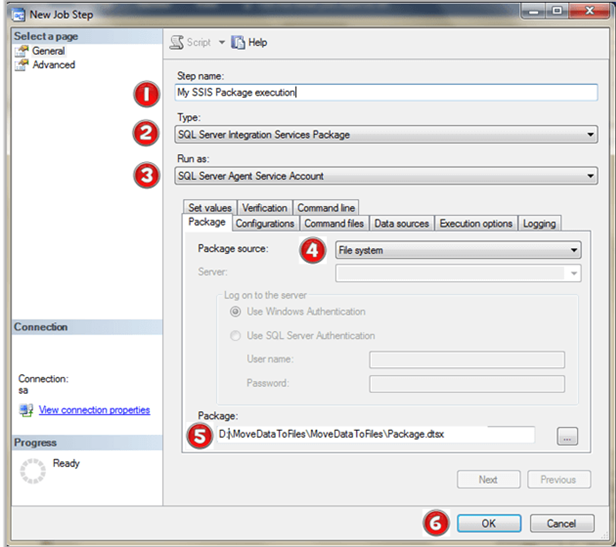 New Job Step
Select a page
General
Advanced
Script
Help
Step name:
1
My SSIS Package execution
Type:
2
SQL Server Integration Services Package
Run as:
3
SQL Server Agent Service Account
Set values Verification Command line
Package Configurations Command files Data sources Execution options Logging
Package source:
4
File system
Server:
Log on to the server
Use Windows Authentication
Use SQL Server Authentication
User name:
Password:
Package:
5
D:\MoveDataToFiles\MoveDataToFiles\Package.dtsx
...
Connection
Connection:
sa
View connection properties
Progress
Ready
Next Previous
6
OK Cancel